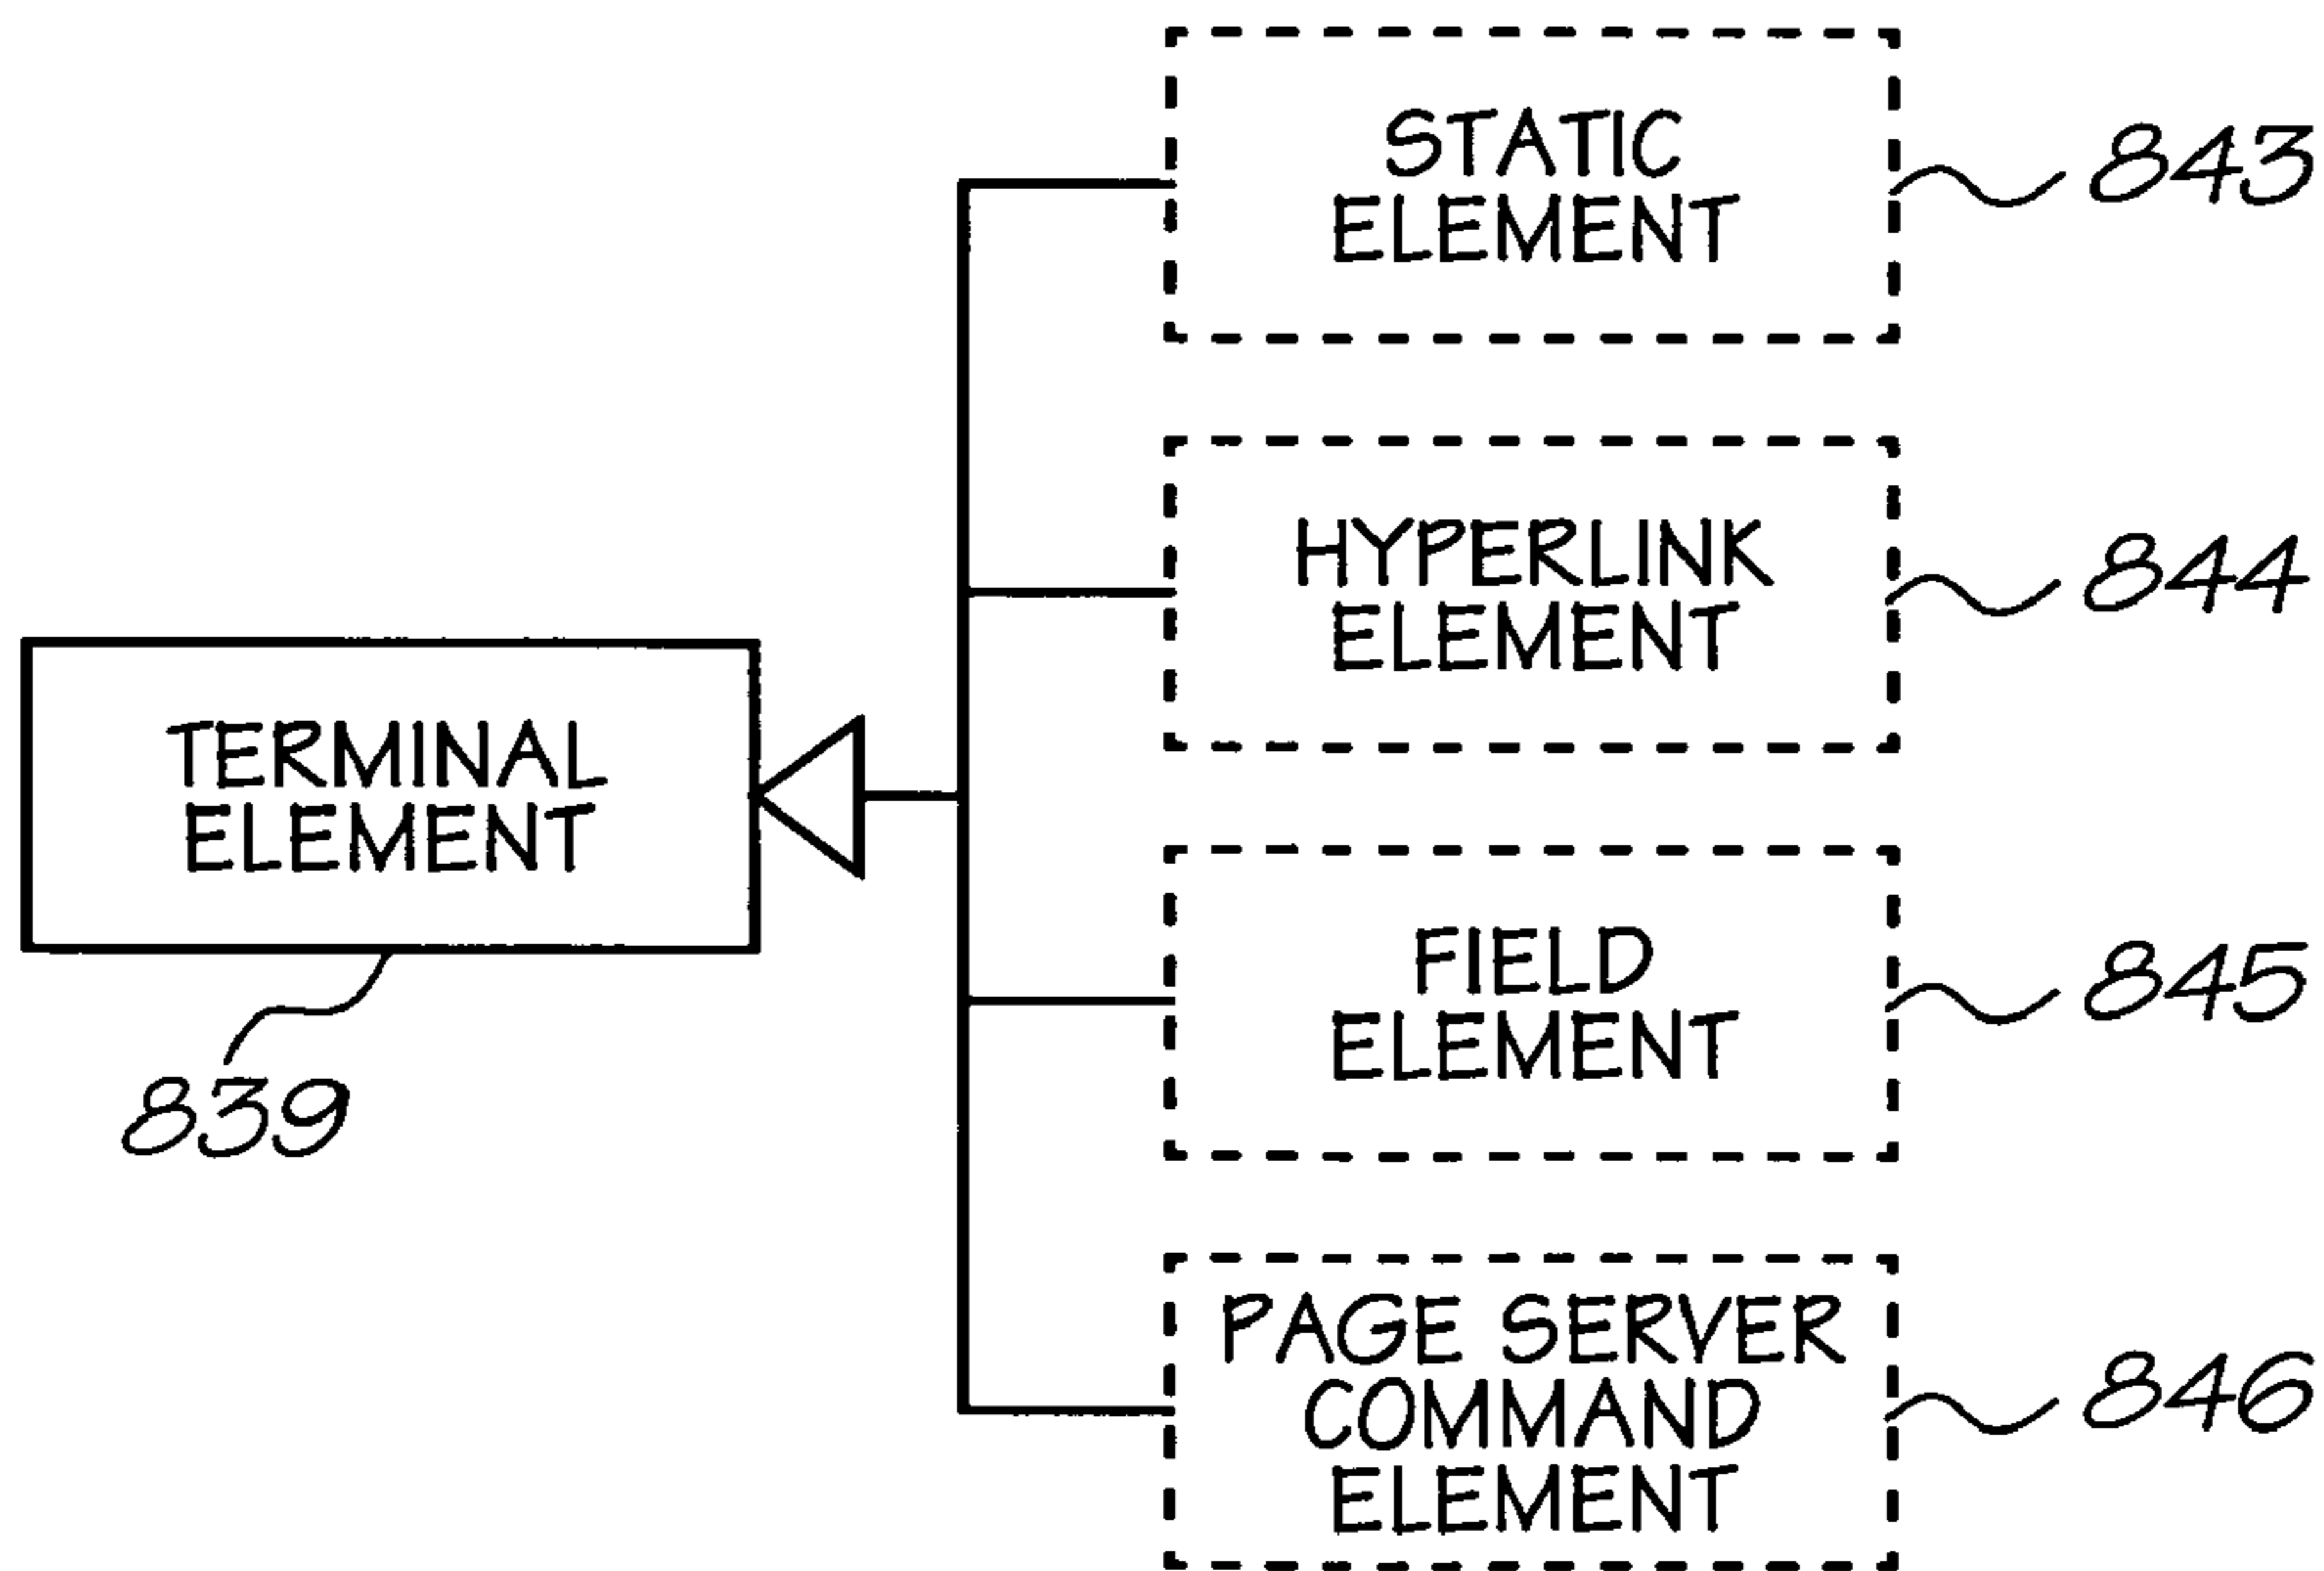 STATIC
ELEMENT
843
HYPERLINK
ELEMENT
844
TERMINAL
ELEMENT
839
FIELD
ELEMENT
845
PAGE SERVER
COMMAND
ELEMENT
846